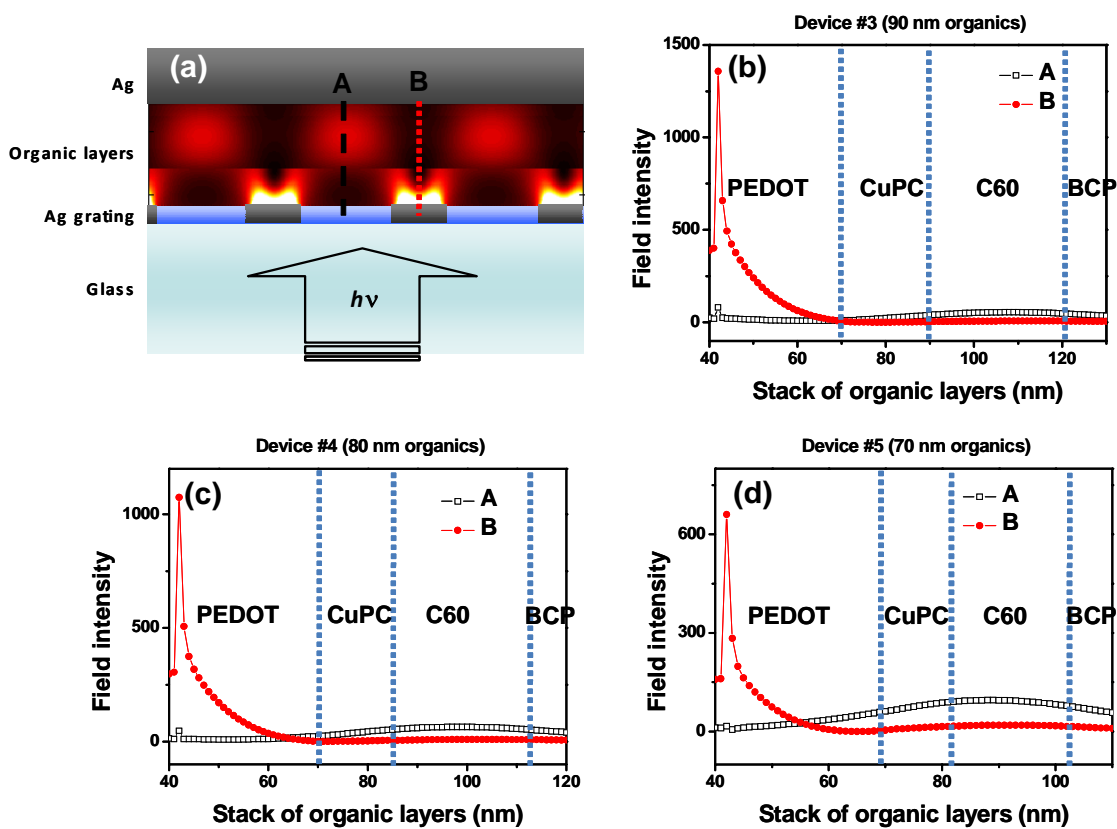 (a)
A
B
Ag
Organic layers
Ag grating
Glass
hν
Device #3 (90 nm organics)
(b)
A
B
PEDOT
CuPC
C60
BCP
Field intensity
1500
1250
1000
750
500
250
0
40
60
80
100
120
Stack of organic layers (nm)
Device #4 (80 nm organics)
(c)
A
B
PEDOT
CuPC
C60
BCP
Field intensity
1000
500
0
40
60
80
100
120
Stack of organic layers (nm)
Device #5 (70 nm organics)
(d)
A
B
PEDOT
CuPC
C60
BCP
Field intensity
600
300
0
40
60
80
100
Stack of organic layers (nm)